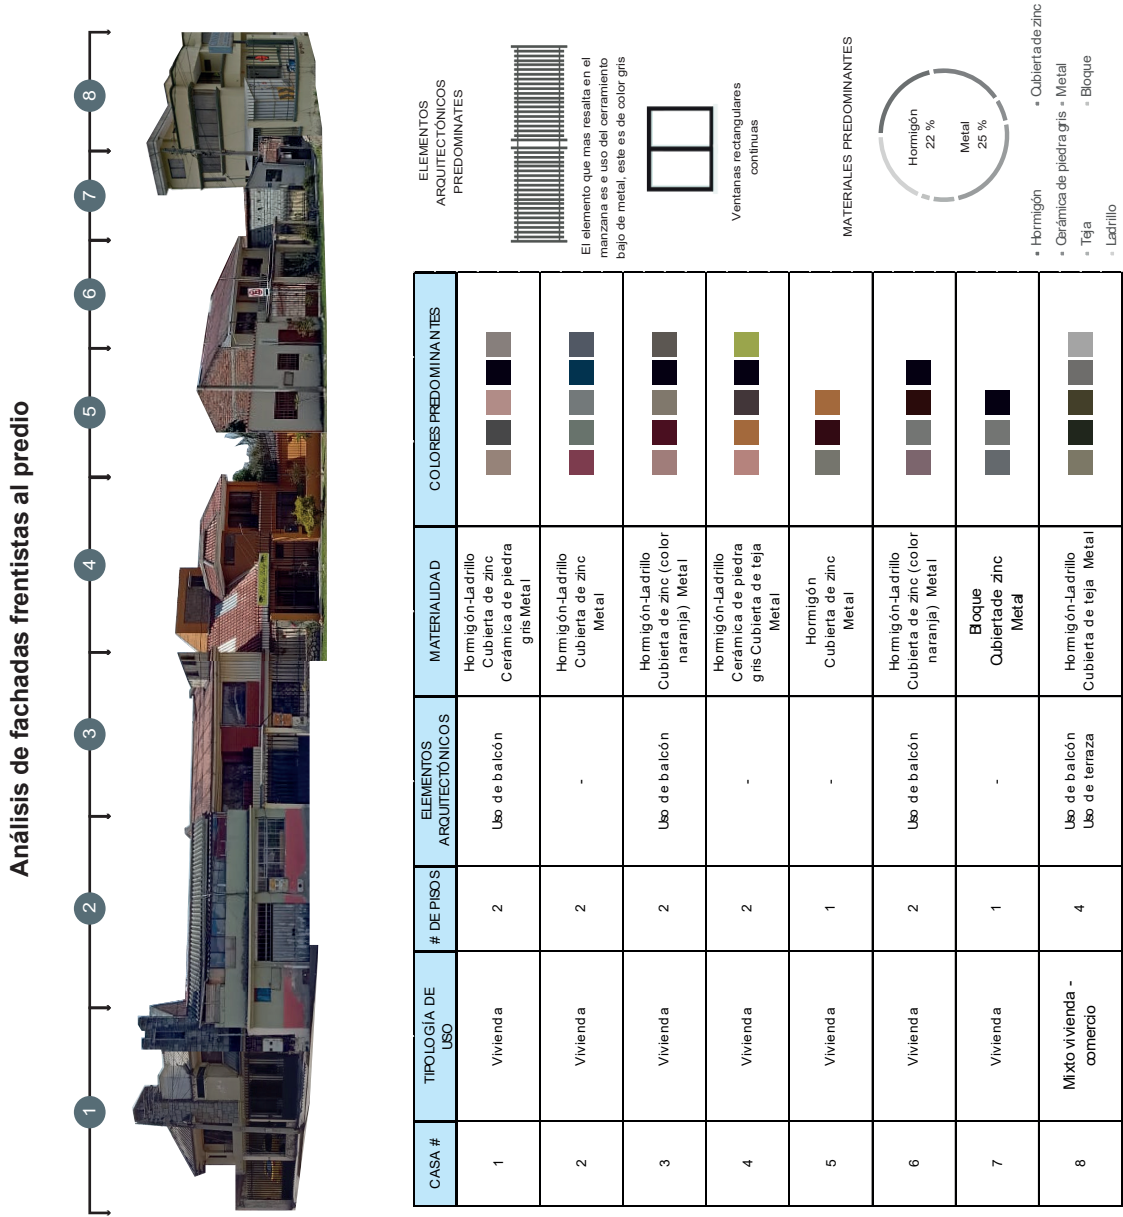 Análisis de fachadas frentistas al predio
1
2
3
4
5
6
7
8
CASA #
TIPOLOGÍA DE
USO
# DE PISOS
ELEMENTOS
ARQUITECTÓNICOS
MATERIALIDAD
COLORES PREDOMINANTES
1
Vivienda
2
Uso de balcón
Hormigón-Ladrillo
Cubierta de zinc
Cerámica de piedra
gris Metal
2
Vivienda
2
-
Hormigón-Ladrillo
Cubierta de zinc
Metal
3
Vivienda
2
Uso de balcón
Hormigón-Ladrillo
Cubierta de zinc (color
naranja) Metal
4
Vivienda
2
-
Hormigón-Ladrillo
Cerámica de piedra
gris Cubierta de teja
Metal
5
Vivienda
1
-
Hormigón
Cubierta de zinc
Metal
6
Vivienda
2
Uso de balcón
Hormigón-Ladrillo
Cubierta de zinc (color
naranja) Metal
7
Vivienda
1
-
Bloque
Cubierta de zinc
Metal
8
Mixto vivienda -
comercio
4
Uso de balcón
Uso de terraza
Hormigón-Ladrillo
Cubierta de teja Metal
ELEMENTOS
ARQUITECTÓNICOS
PREDOMINATES
El elemento que mas resalta en el
manzana es e uso del cerramiento
bajo de metal, este es de color gris
Ventanas rectangulares
continuas
MATERIALES PREDOMINANTES
Hormigón
22 %
Metal
25 %
Hormigón
Cubierta de zinc
Cerámica de piedra gris
Metal
Teja
Bloque
Ladrillo